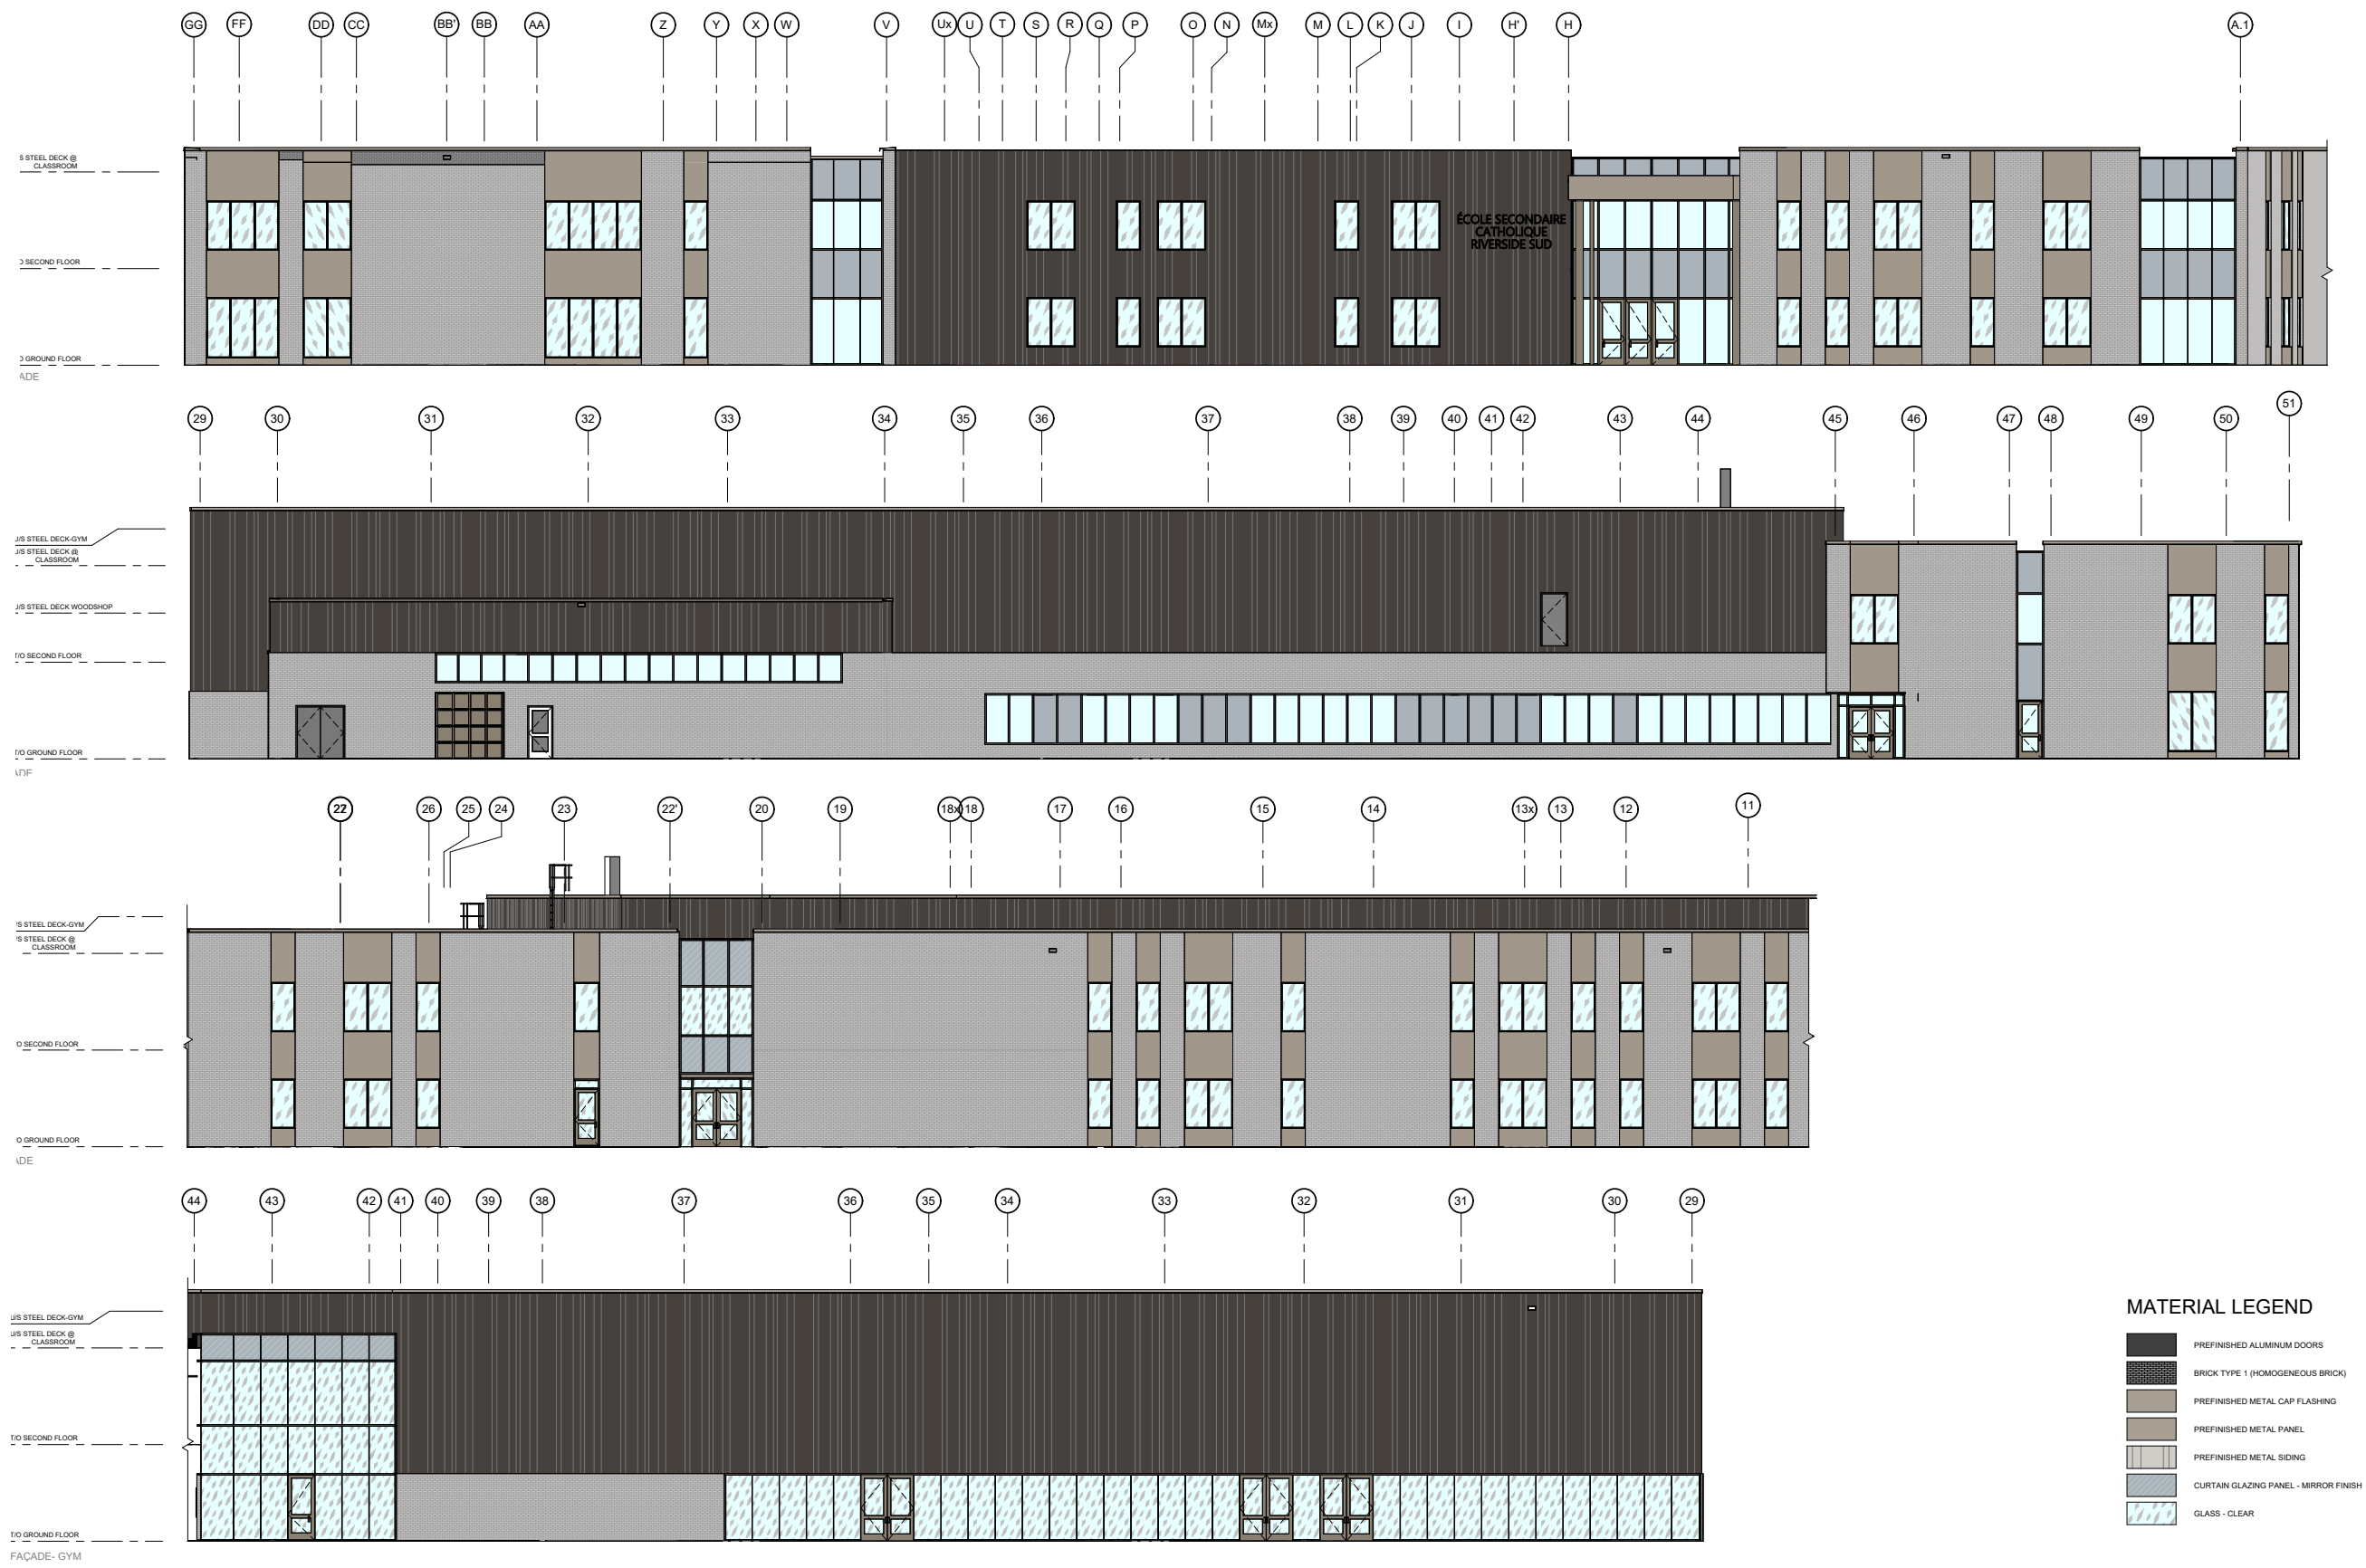 GG FF DD CC BB' BB AA Z Y X W V Ux U T S R Q P O N Mx M L K J I H' H A.1
S STEEL DECK @
CLASSROOM
ÉCOLE SECONDAIRE
CATHOLIQUE
RIVERSIDE SUD
O SECOND FLOOR
O GROUND FLOOR
ADE
29 30 31 32 33 34 35 36 37 38 39 40 41 42 43 44 45 46 47 48 49 50 51
U/S STEEL DECK-GYM
U/S STEEL DECK @
CLASSROOM
U/S STEEL DECK WOODSHOP
T/O SECOND FLOOR
T/O GROUND FLOOR
ADE
26 25 24 23 22' 20 19 18x 18 17 16 15 14 13x 13 12 11
/S STEEL DECK-GYM
/S STEEL DECK @
CLASSROOM
O SECOND FLOOR
O GROUND FLOOR
ADE
44 43 42 41 40 39 38 37 36 35 34 33 32 31 30 29
U/S STEEL DECK-GYM
U/S STEEL DECK @
CLASSROOM
T/O SECOND FLOOR
T/O GROUND FLOOR
FAÇADE- GYM
MATERIAL LEGEND
PREFINISHED ALUMINUM DOORS
BRICK TYPE 1 (HOMOGENEOUS BRICK)
PREFINISHED METAL CAP FLASHING
PREFINISHED METAL PANEL
PREFINISHED METAL SIDING
CURTAIN GLAZING PANEL - MIRROR FINISH
GLASS - CLEAR